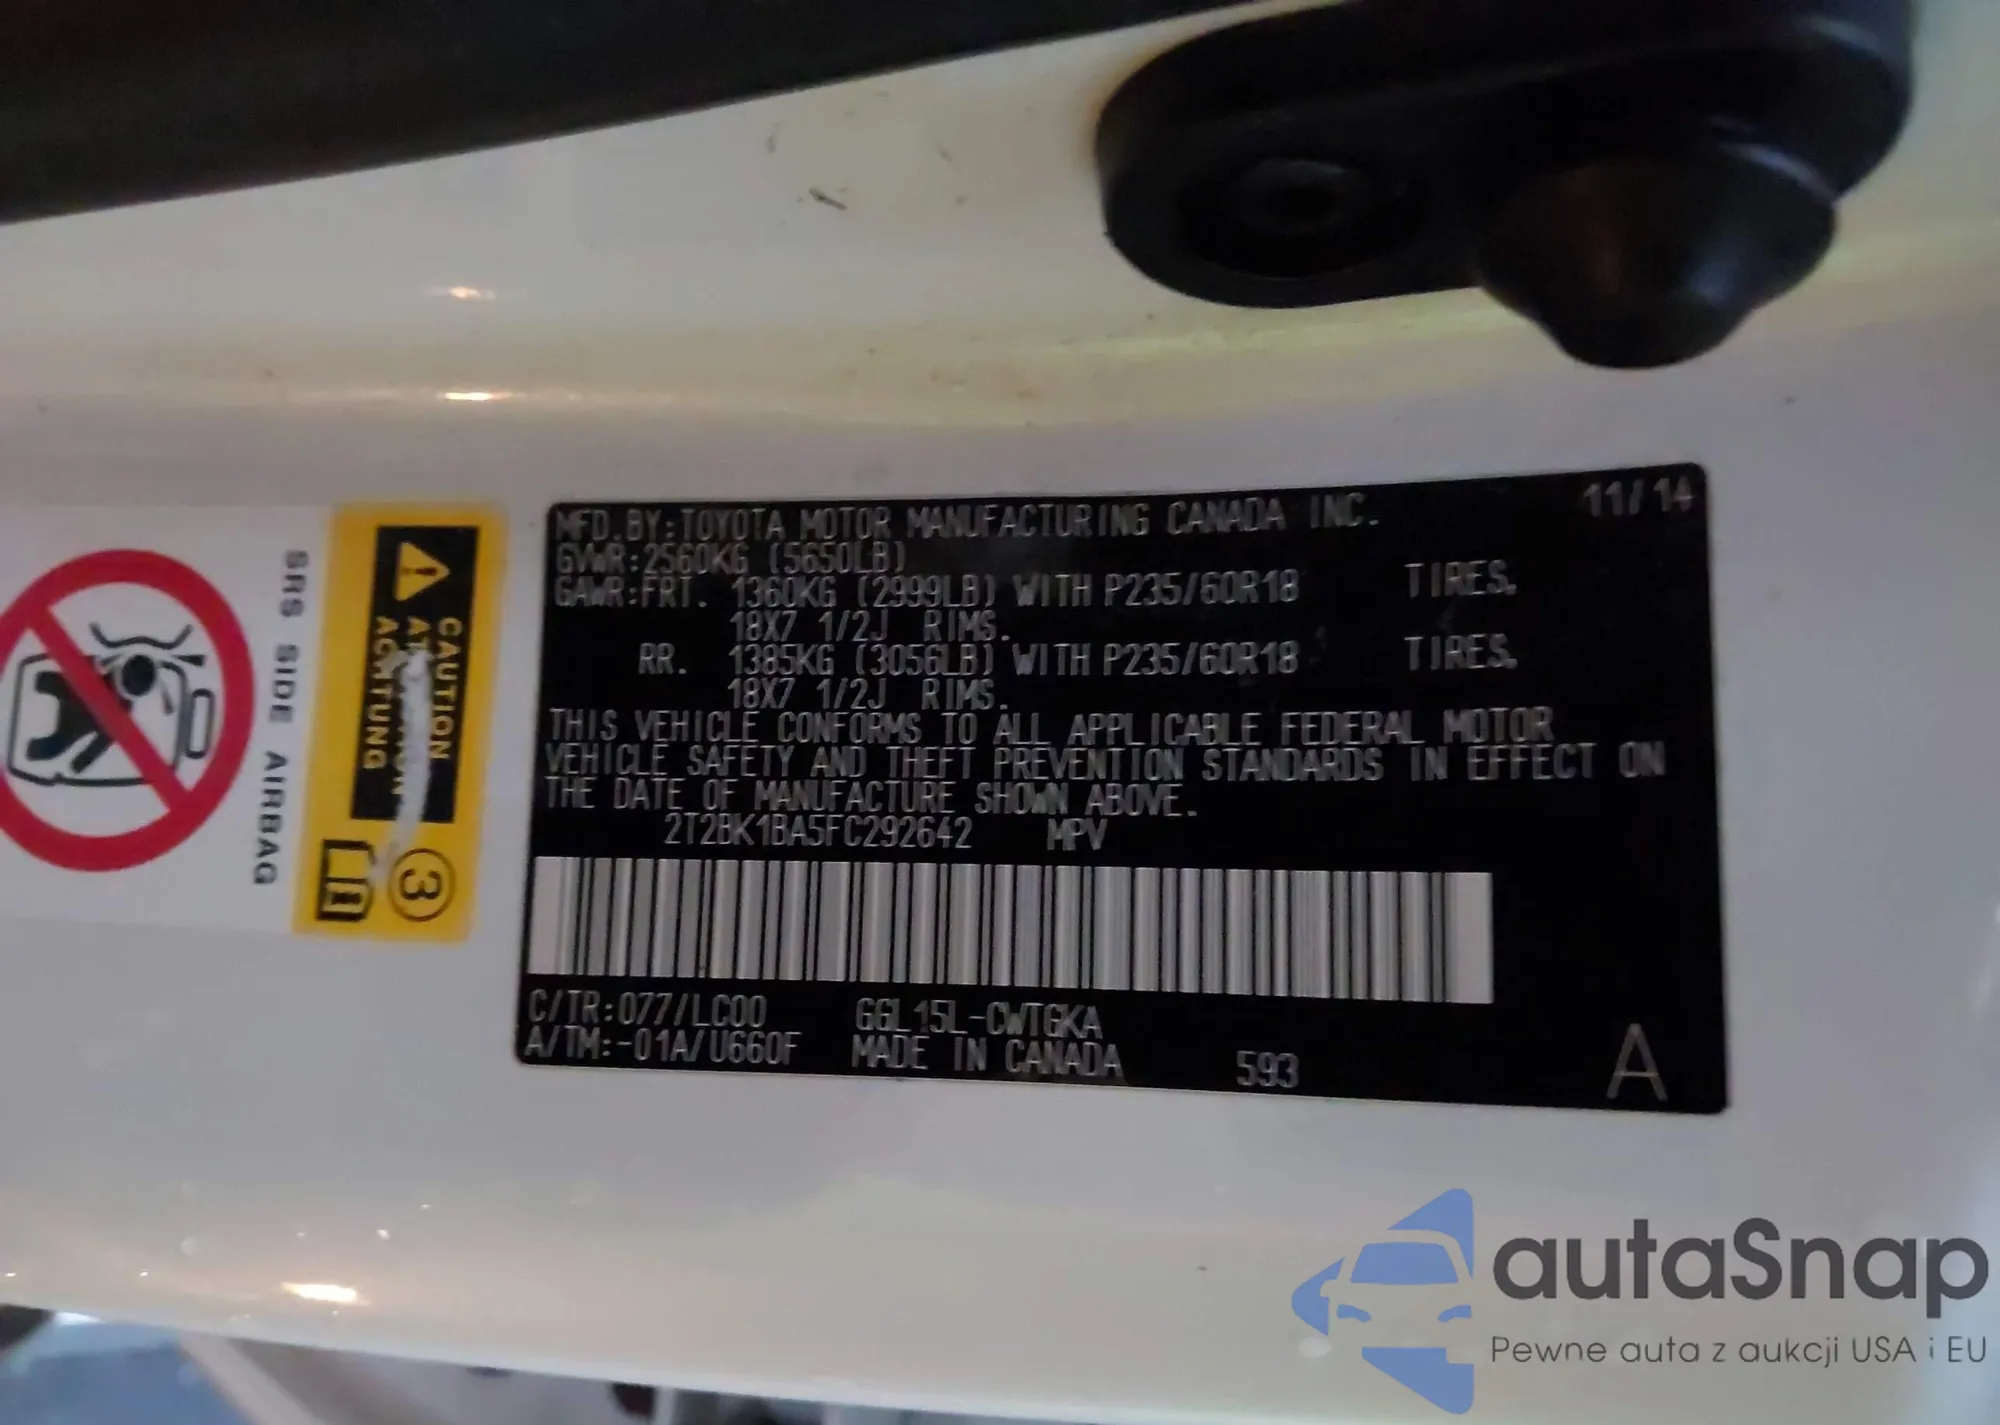 MFD.BY:TOYOTA MOTOR MANUFACTURING CANADA INC. 11/14
GVWR:2560KG (5650LB)
GAWR:FRT. 1360KG (2999LB) WITH P235/60R18 TIRES.
18X7 1/2J RIMS.
RR. 1385KG (3056LB) WITH P235/60R18 TIRES.
18X7 1/2J RIMS.
THIS VEHICLE CONFORMS TO ALL APPLICABLE FEDERAL MOTOR
VEHICLE SAFETY AND THEFT PREVENTION STANDARDS IN EFFECT ON
THE DATE OF MANUFACTURE SHOWN ABOVE.
2T2BK1BA5FC292642 MPV
C/TR:077/LC00 GGL15L-CWTGKA
A/TM:-01A/U660F MADE IN CANADA 593 A
CAUTION
ACHTUNG
3
SRS SIDE AIRBAG
autaSnap
Pewne auta z aukcji USA i EU